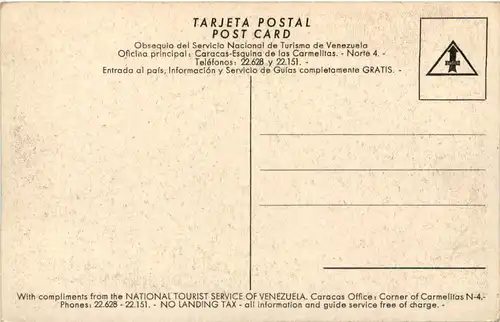 TARJETA POSTAL
POST CARD
Obsequio del Servicio Nacional de Turismo de Venezuela
Oficina principal: Caracas-Esquina de las Carmelitas. - Norte 4. -
Teléfonos: 22.628 y 22.151. -
Entrada al país, Información y Servicio de Guías completamente GRATIS. -
With compliments from the NATIONAL TOURIST SERVICE OF VENEZUELA. Caracas Office: Corner of Carmelitas N-4.-
Phones: 22.628 - 22.151. - NO LANDING TAX - all information and guide service free of charge. -